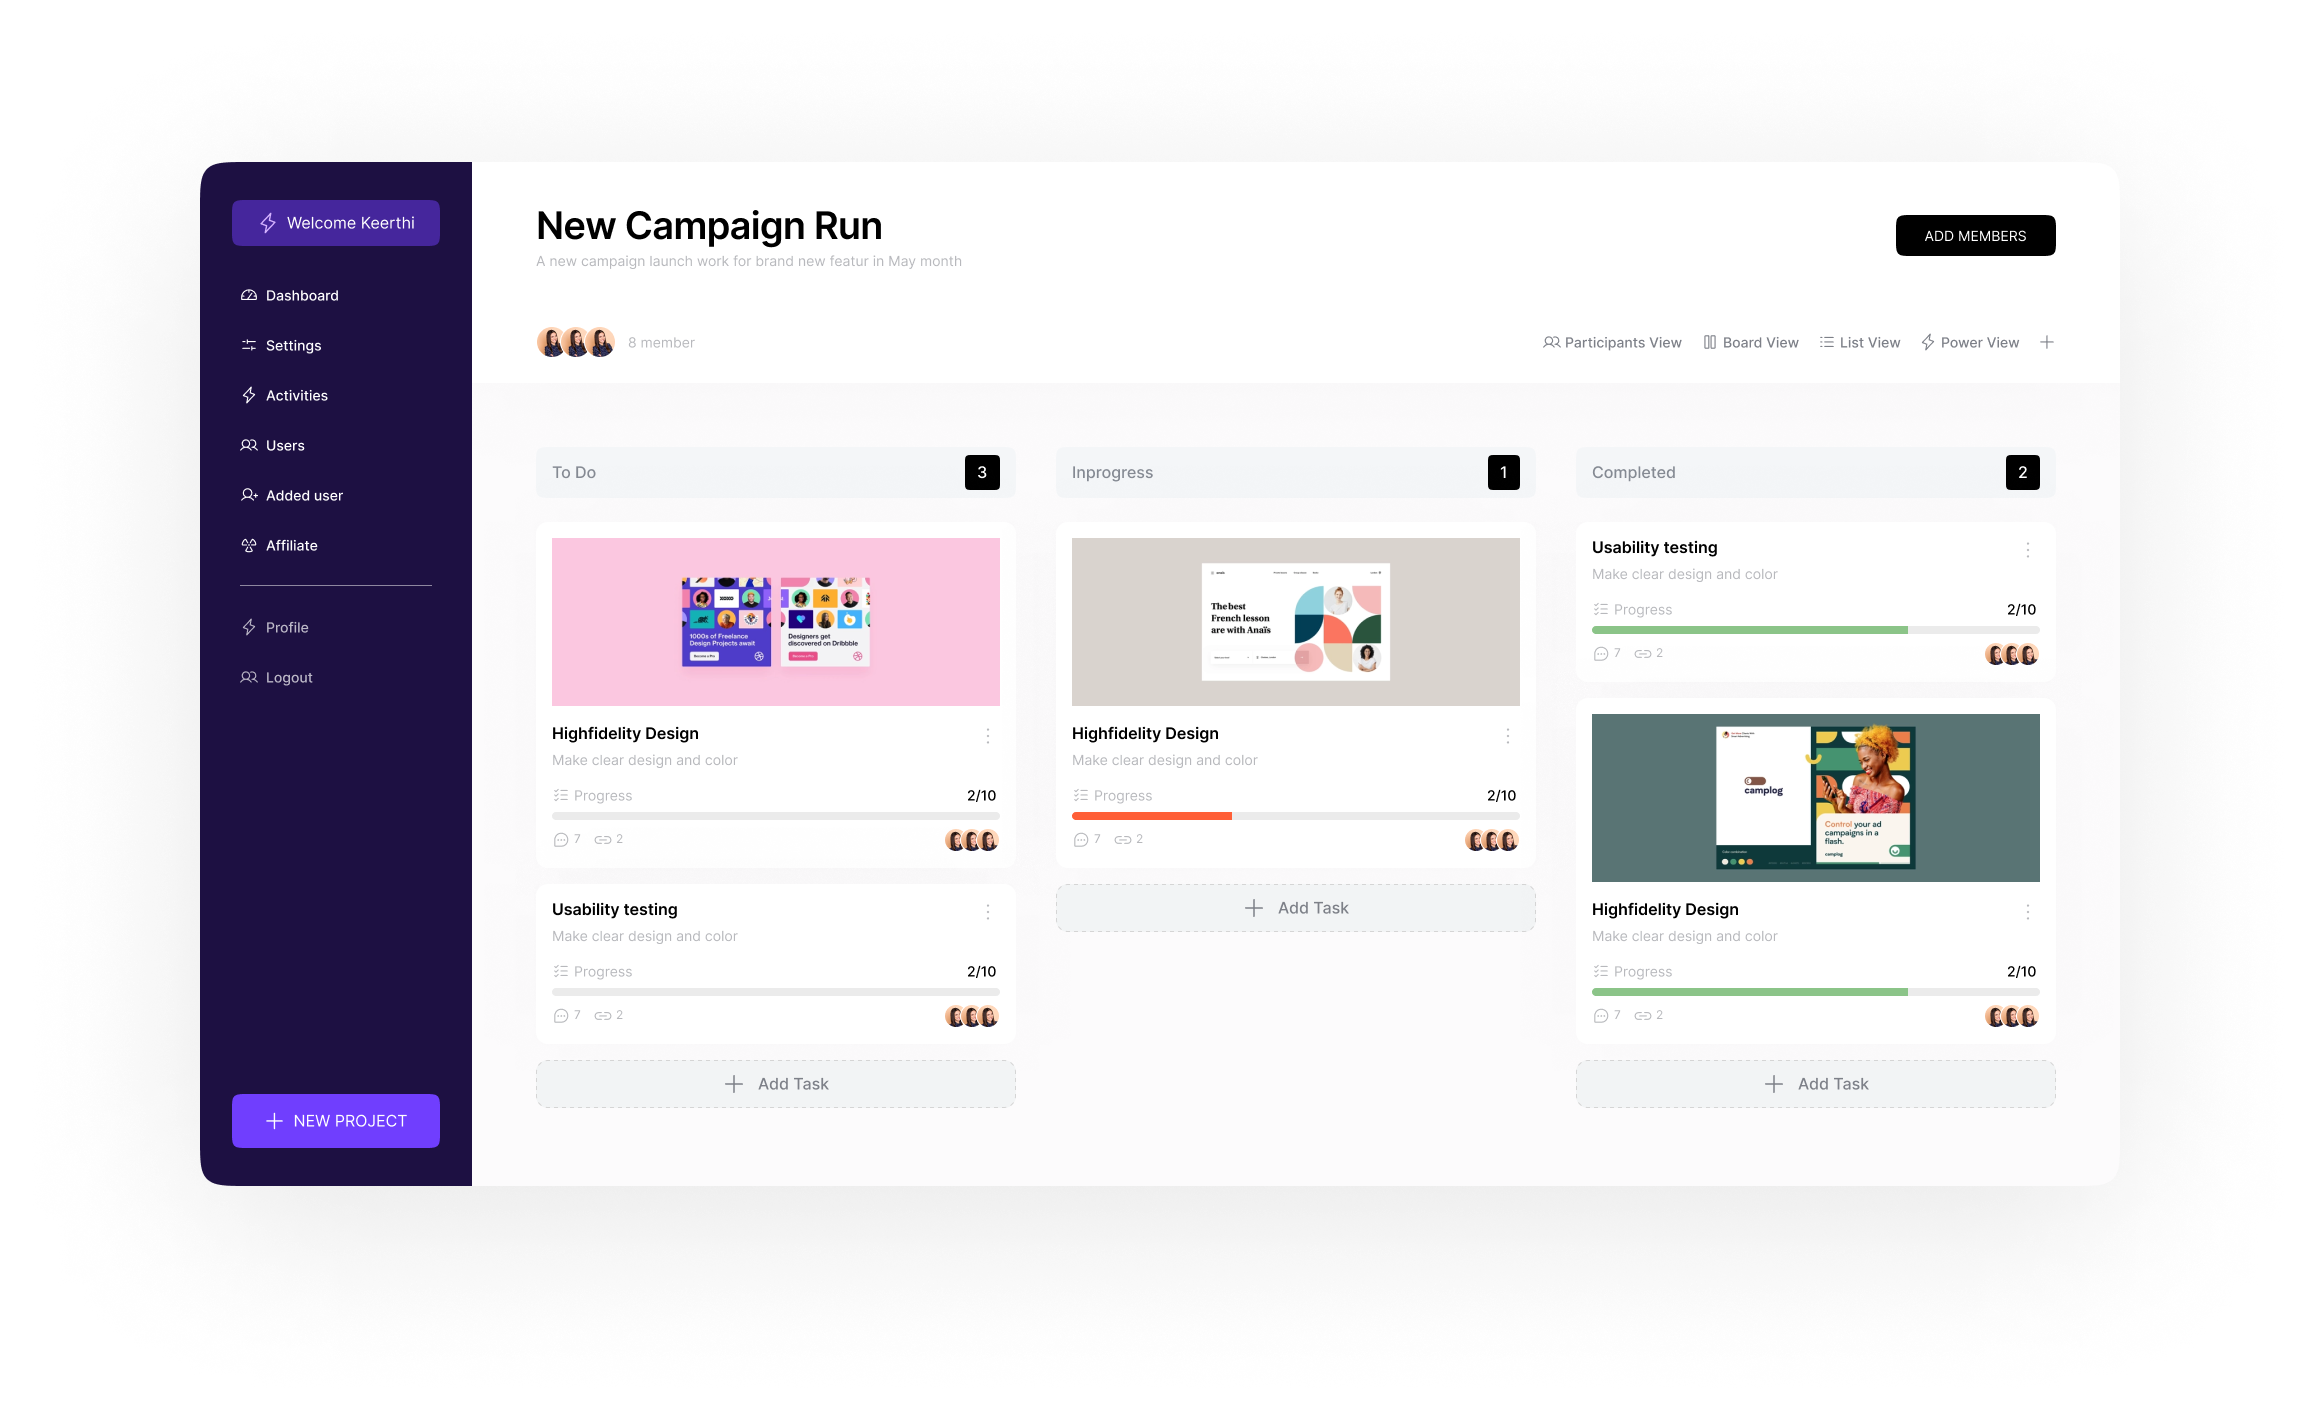 Welcome Keerthi
Dashboard
Settings
Activities
Users
Added user
Affiliate
Profile
Logout
NEW PROJECT
New Campaign Run
A new campaign launch work for brand new featur in May month
ADD MEMBERS
8 member
Participants View
Board View
List View
Power View
To Do
3
1000s of Freelance
Design Projects await
Become a Pro
Designers get
discovered on Dribbble
Become a Pro
Highfidelity Design
Make clear design and color
Progress
2/10
7
2
Usability testing
Make clear design and color
Progress
2/10
7
2
Add Task
Inprogress
1
The best
French lesson
are with Anaïs
Highfidelity Design
Make clear design and color
Progress
2/10
7
2
Add Task
Completed
2
Usability testing
Make clear design and color
Progress
2/10
7
2
camplog
Control your ad
campaigns in a
flash.
camplog
Highfidelity Design
Make clear design and color
Progress
2/10
7
2
Add Task